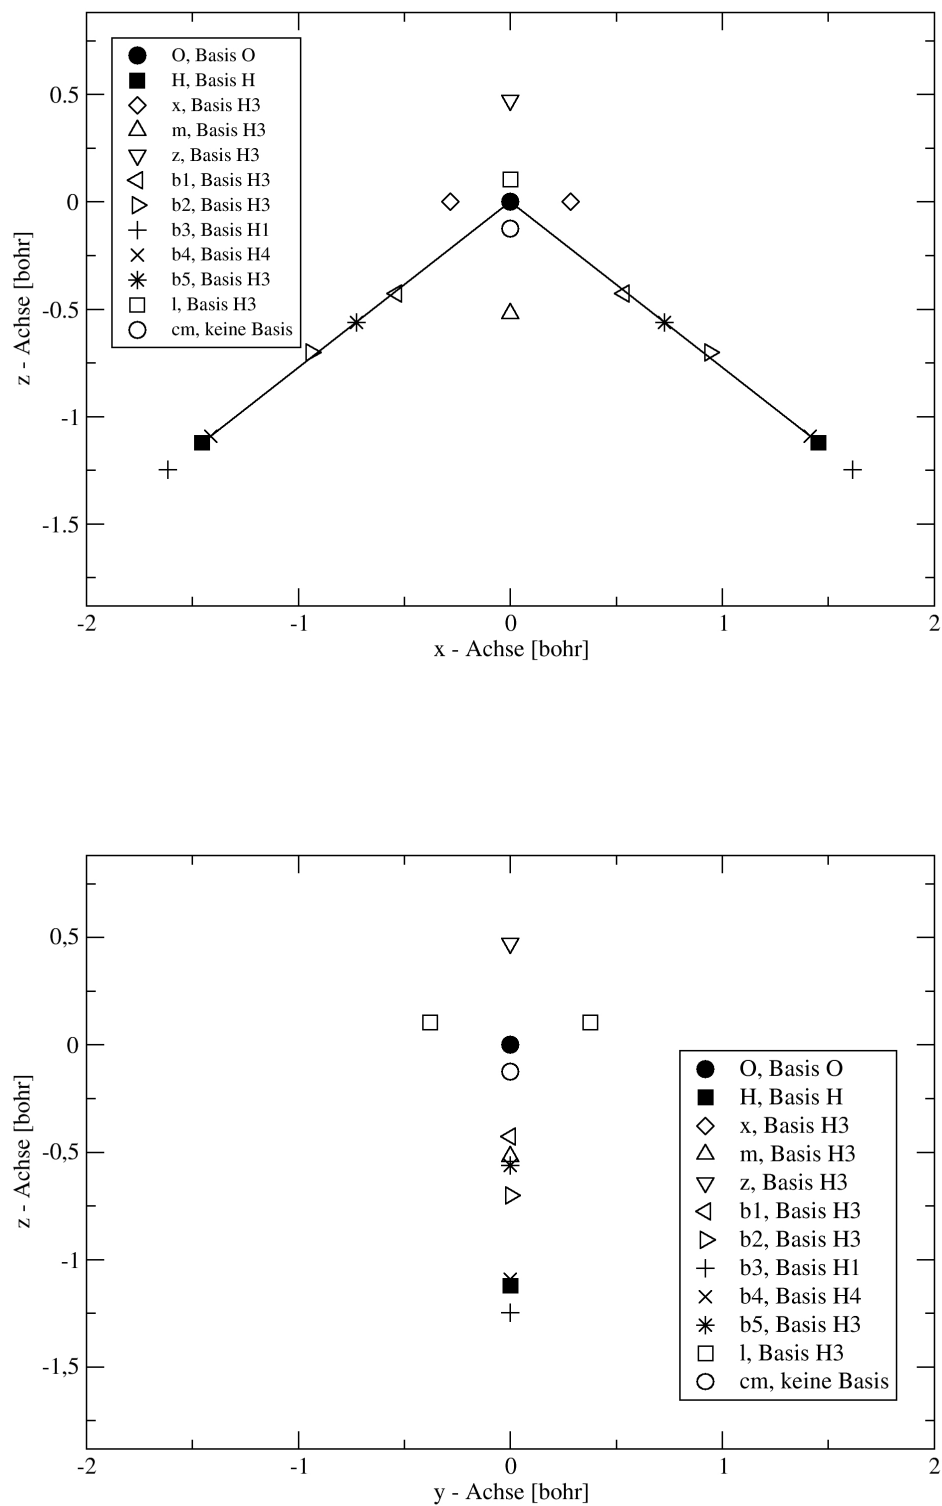 O, Basis O
H, Basis H
x, Basis H3
m, Basis H3
z, Basis H3
b1, Basis H3
b2, Basis H3
b3, Basis H1
b4, Basis H4
b5, Basis H3
l, Basis H3
cm, keine Basis
0.5
0
-0.5
-1
-1.5
z - Achse [bohr]
-2 -1 0 1 2
x - Achse [bohr]
0,5
0
-0,5
-1
-1,5
z - Achse [bohr]
O, Basis O
H, Basis H
x, Basis H3
m, Basis H3
z, Basis H3
b1, Basis H3
b2, Basis H3
b3, Basis H1
b4, Basis H4
b5, Basis H3
l, Basis H3
cm, keine Basis
-2 -1 0 1 2
y - Achse [bohr]